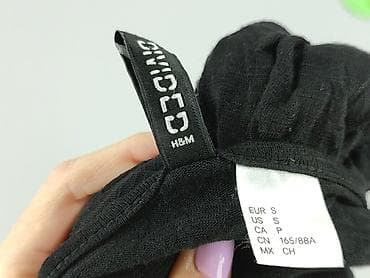 DIVIDED
H&M
EUR S
US S
CA P
CN 165/88A
MX CH